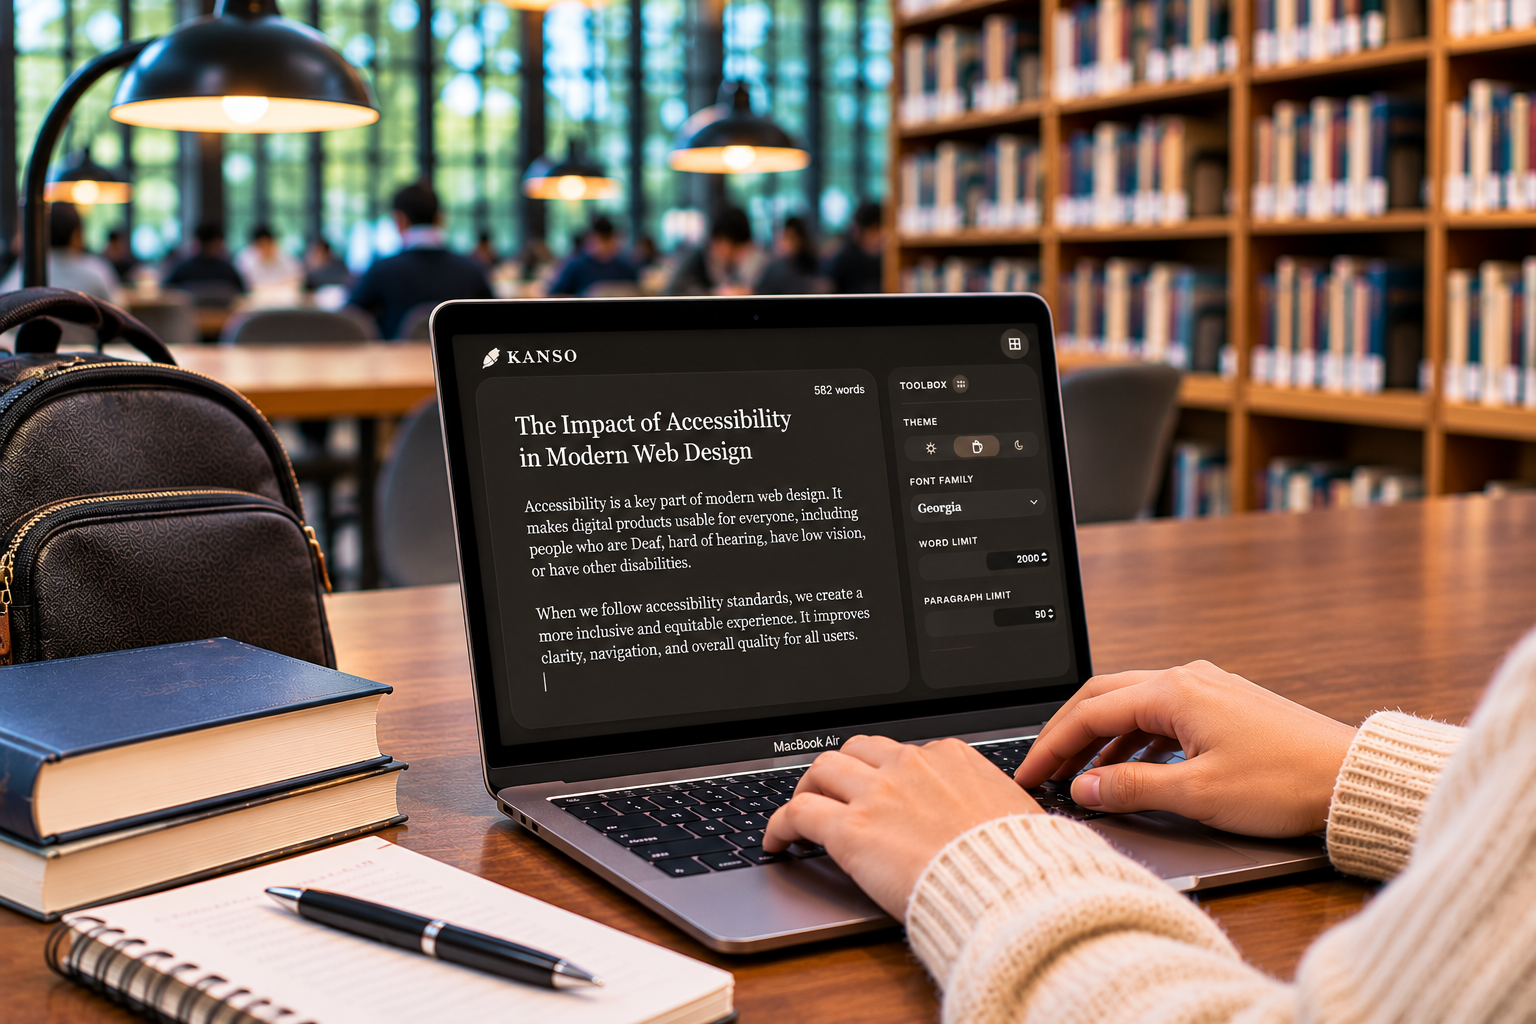 KANSO
582 words
The Impact of Accessibility
in Modern Web Design
Accessibility is a key part of modern web design. It
makes digital products usable for everyone, including
people who are Deaf, hard of hearing, have low vision,
or have other disabilities.
When we follow accessibility standards, we create a
more inclusive and equitable experience. It improves
clarity, navigation, and overall quality for all users.
TOOLBOX
THEME
FONT FAMILY
Georgia
WORD LIMIT
2000
PARAGRAPH LIMIT
50
MacBook Air